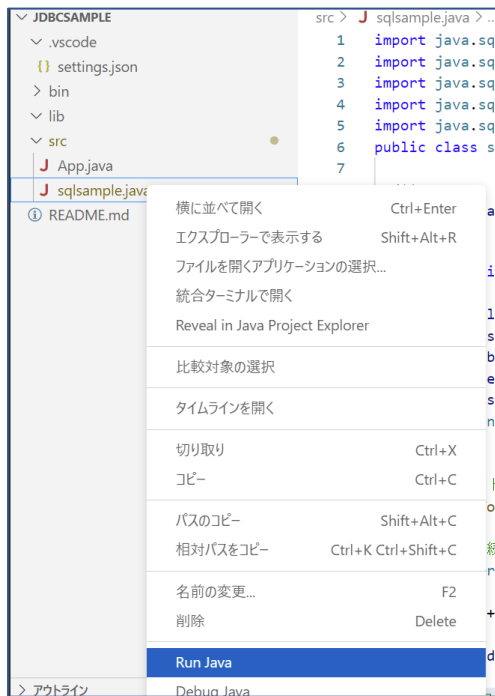 JDBCSAMPLE
.vscode
{} settings.json
bin
lib
src
J App.java
J sqlsample.java
README.md
アウトライン
src > J sqlsample.java > ..
1 import java.sq
2 import java.sq
3 import java.sq
4 import java.sq
5 import java.sq
6 public class s
7
横に並べて開く Ctrl+Enter
エクスプローラーで表示する Shift+Alt+R
ファイルを開くアプリケーションの選択...
統合ターミナルで開く
Reveal in Java Project Explorer
比較対象の選択
タイムラインを開く
切り取り Ctrl+X
コピー Ctrl+C
パスのコピー Shift+Alt+C
相対パスをコピー Ctrl+K Ctrl+Shift+C
名前の変更... F2
削除 Delete
Run Java
Debug Java